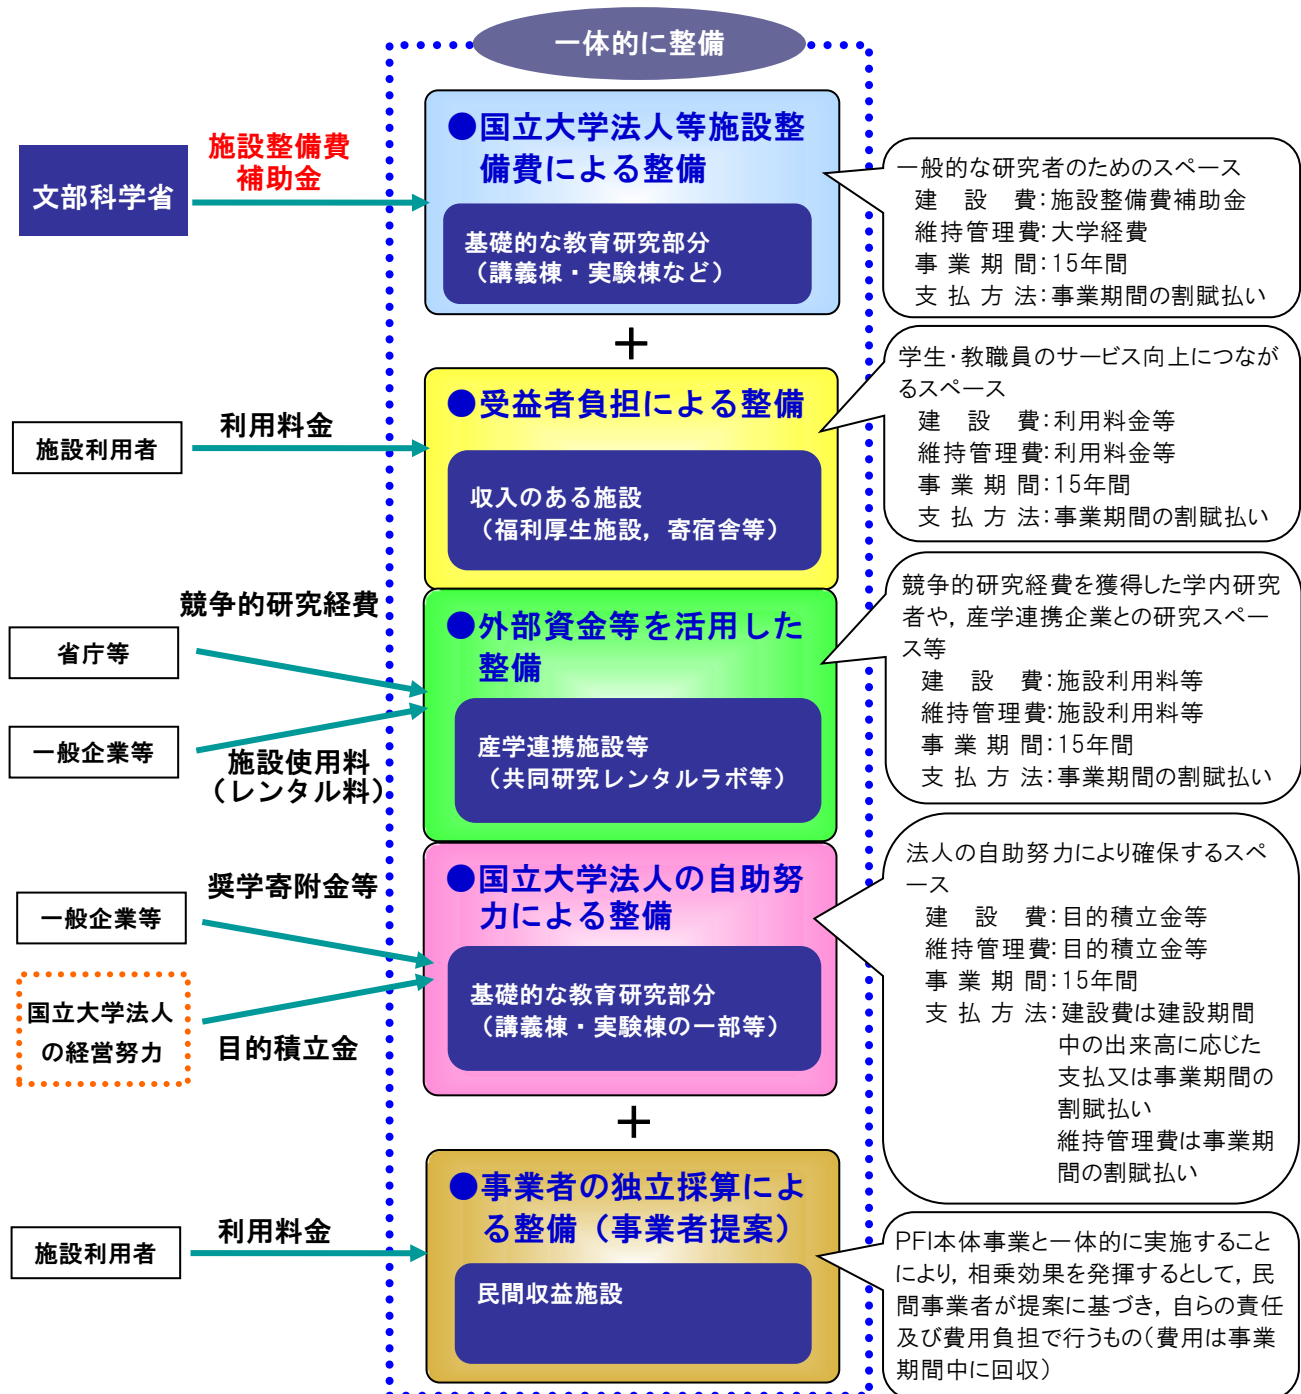 一体的に整備
文部科学省
施設整備費
補助金
●国立大学法人等施設整
備費による整備
基礎的な教育研究部分
（講義棟・実験棟など）
一般的な研究者のためのスペース
建　設　費：施設整備費補助金
維持管理費：大学経費
事 業 期 間：15年間
支 払 方 法：事業期間の割賦払い
＋
施設利用者
利用料金
●受益者負担による整備
収入のある施設
（福利厚生施設，寄宿舎等）
学生・教職員のサービス向上につなが
るスペース
建　設　費：利用料金等
維持管理費：利用料金等
事 業 期 間：15年間
支 払 方 法：事業期間の割賦払い
競争的研究経費
省庁等
一般企業等
施設使用料
（レンタル料）
●外部資金等を活用した
整備
産学連携施設等
（共同研究レンタルラボ等）
競争的研究経費を獲得した学内研究
者や，産学連携企業との研究スペー
ス等
建　設　費：施設利用料等
維持管理費：施設利用料等
事 業 期 間：15年間
支 払 方 法：事業期間の割賦払い
奨学寄附金等
一般企業等
国立大学法人
の経営努力
目的積立金
●国立大学法人の自助努
力による整備
基礎的な教育研究部分
（講義棟・実験棟の一部等）
法人の自助努力により確保するスペ
ース
建　設　費：目的積立金等
維持管理費：目的積立金等
事 業 期 間：15年間
支 払 方 法：建設費は建設期間
中の出来高に応じた
支払又は事業期間の
割賦払い
維持管理費は事業期
間の割賦払い
＋
施設利用者
利用料金
●事業者の独立採算によ
る整備（事業者提案）
民間収益施設
PFI本体事業と一体的に実施すること
により，相乗効果を発揮するとして，民
間事業者が提案に基づき，自らの責任
及び費用負担で行うもの（費用は事業
期間中に回収）